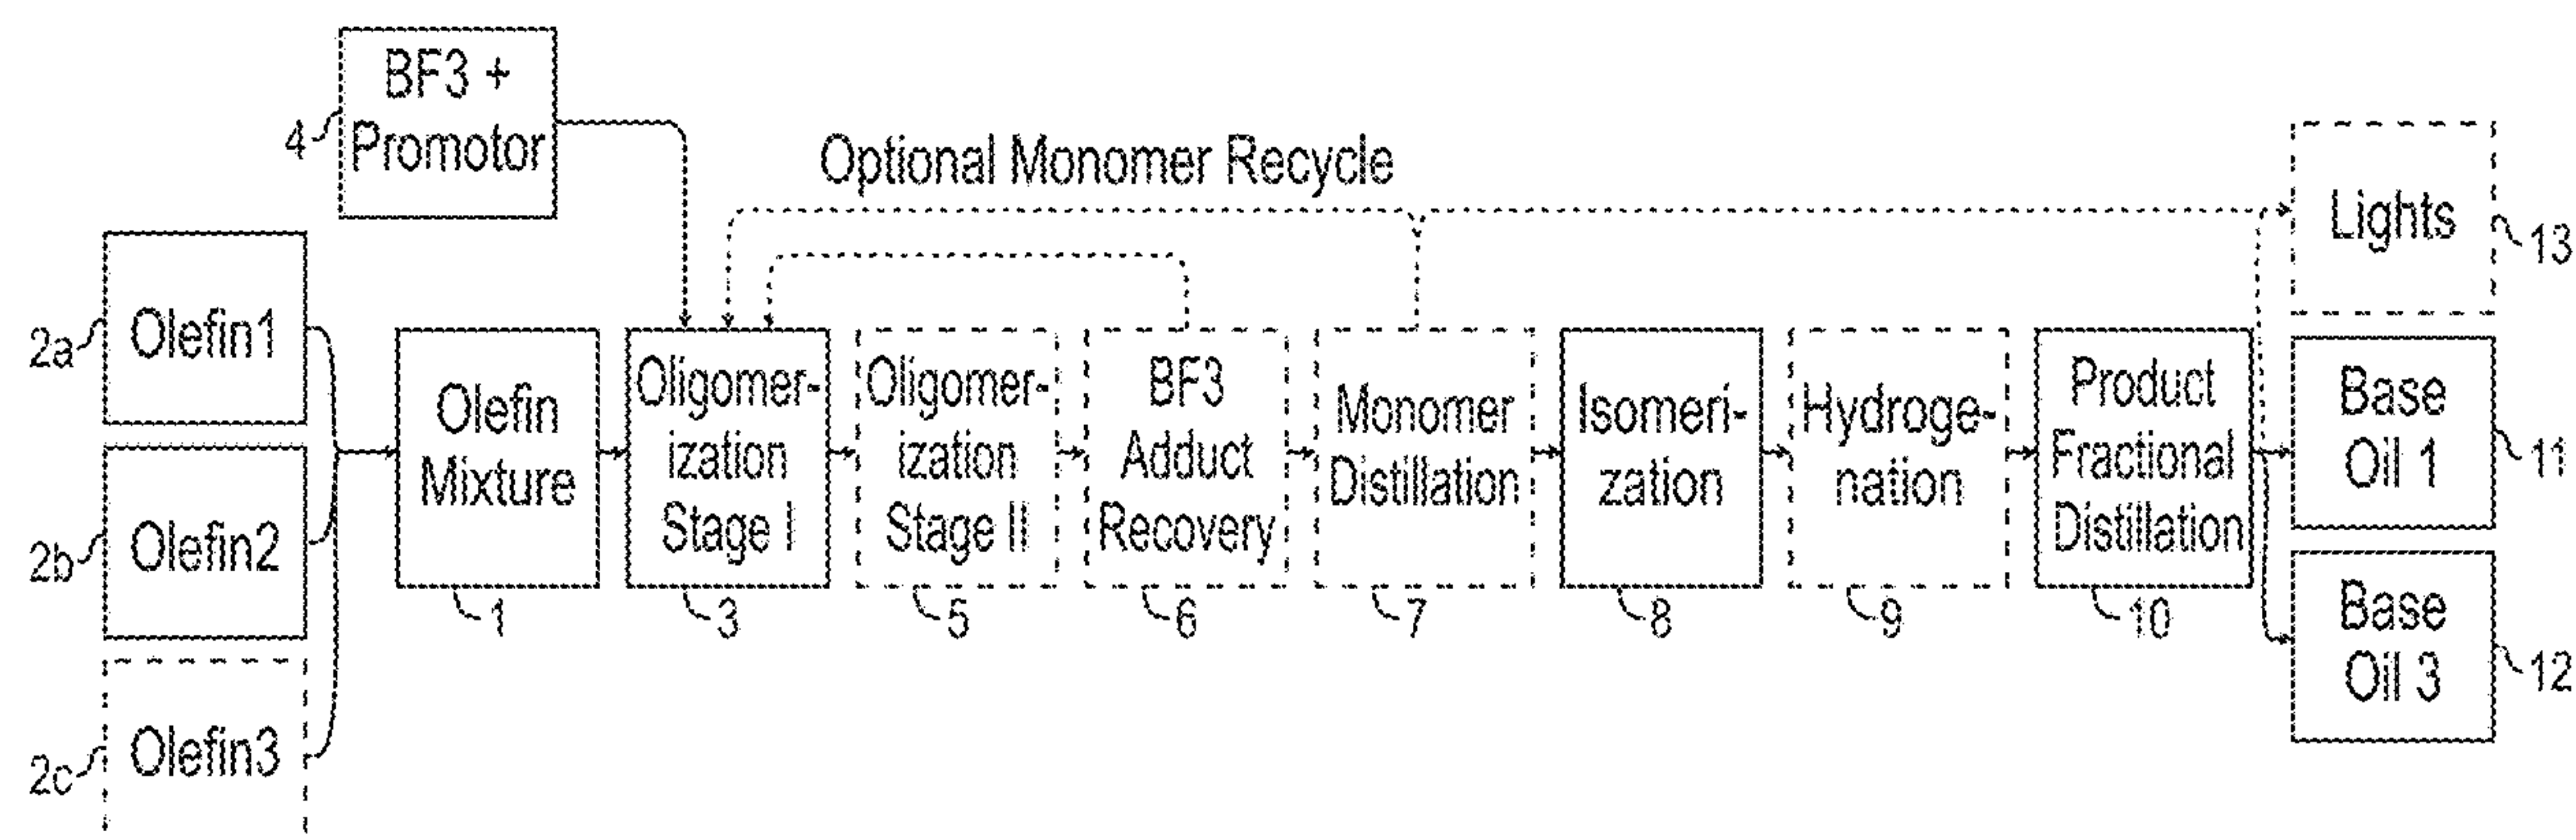 BF3 +
Promotor
4
Optional Monomer Recycle
Lights
13
Olefin1
2a
Olefin2
2b
Olefin3
2c
Olefin
Mixture
1
Oligomer-
ization
Stage I
3
Oligomer-
ization
Stage II
5
BF3
Adduct
Recovery
6
Monomer
Distillation
7
Isomeri-
zation
8
Hydroge-
nation
9
Product
Fractional
Distillation
10
Base
Oil 1
11
Base
Oil 3
12